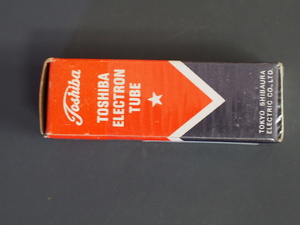 Toshiba
TOSHIBA
ELECTRON
TUBE
TOKYO SHIBAURA
ELECTRIC CO., LTD.